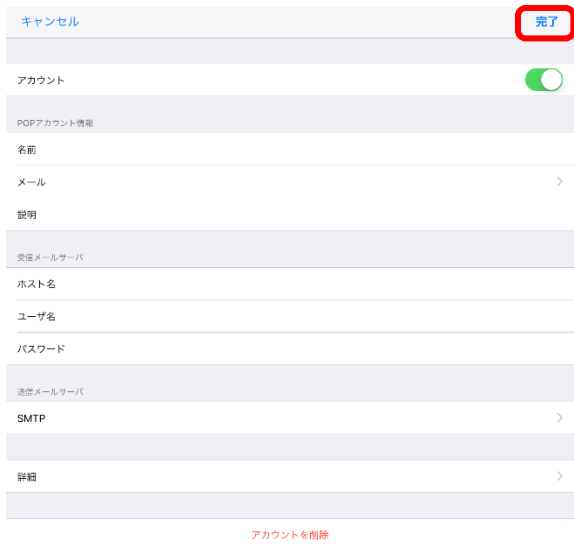 キャンセル 完了
アカウント
POPアカウント情報
名前
メール
説明
受信メールサーバ
ホスト名
ユーザ名
パスワード
送信メールサーバ
SMTP
詳細
アカウントを削除